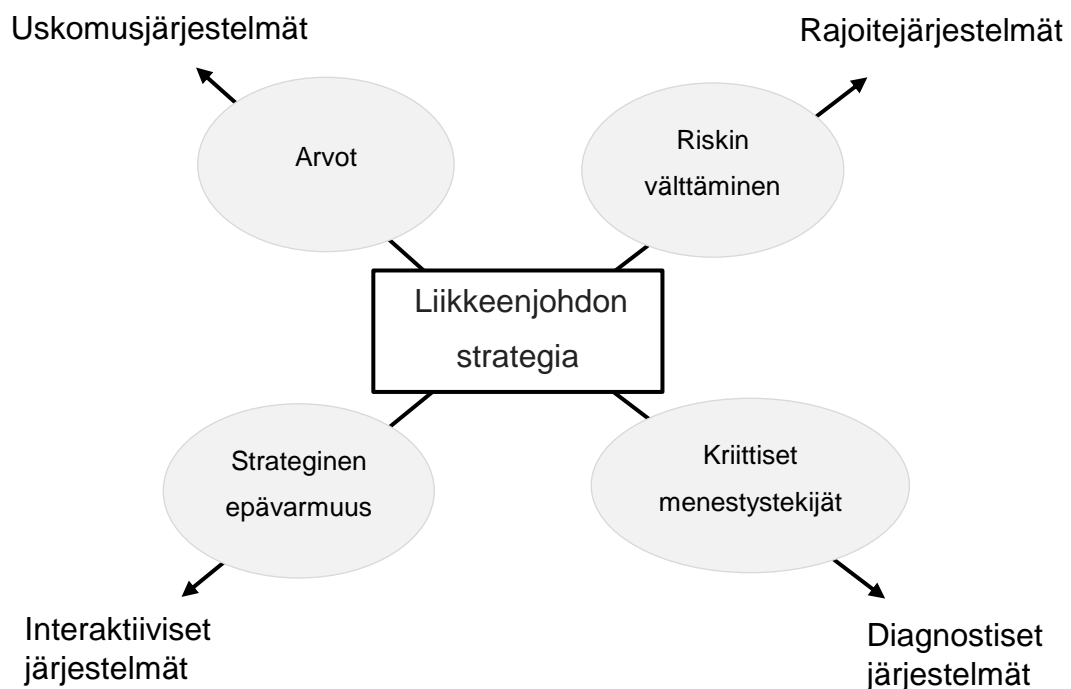 Uskomusjärjestelmät
Rajoitejärjestelmät
Arvot
Riskin
välttäminen
Liikkeenjohdon
strategia
Strateginen
epävarmuus
Kriittiset
menestystekijät
Interaktiiviset
järjestelmät
Diagnostiset
järjestelmät